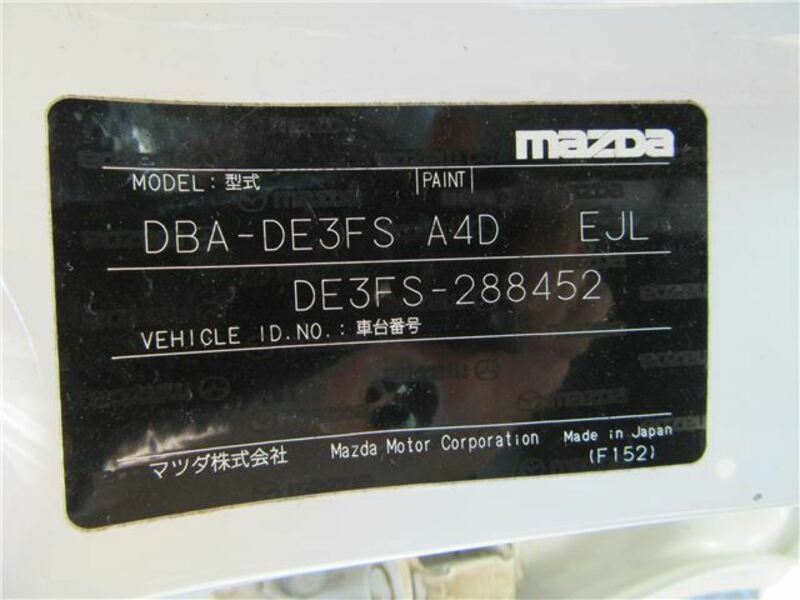 mazda
MODEL: 型式 PAINT
DBA-DE3FS A4D EJL
DE3FS-288452
VEHICLE ID.NO.: 車台番号
マツダ株式会社 Mazda Motor Corporation Made in Japan
(F152)